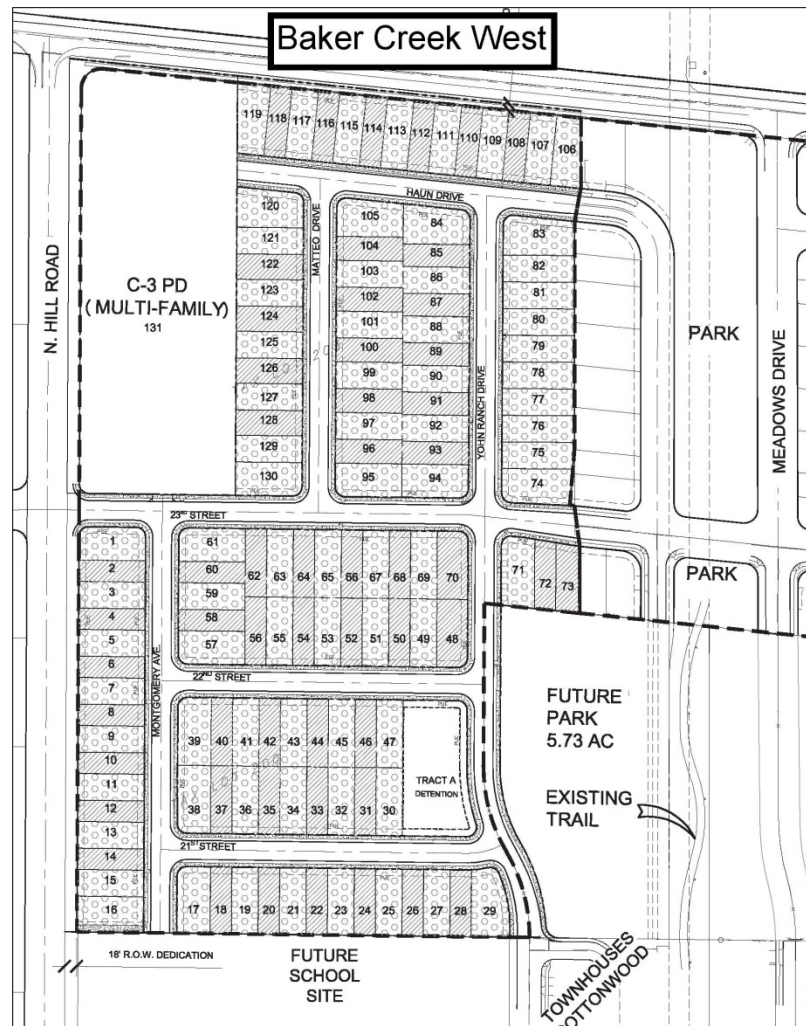 Baker Creek West
119 118 117 116 115 114 113 112 111 110 109 108 107 106
HAUN DRIVE
MATTEO DRIVE
YOHN RANCH DRIVE
N. HILL ROAD
MEADOWS DRIVE
C-3 PD
( MULTI-FAMILY)
131
PARK
120
121
122
123
124
125
126
127
128
129
130
105 84
104 85
103 86
102 87
101 88
100 89
99 90
98 91
97 92
96 93
95 94
83
82
81
80
79
78
77
76
75
74
23RD STREET
1
2
3
4
5
6
7
8
9
10
11
12
13
14
15
16
MONTGOMERY AVE.
61
60
59
58
57
62 63 64 65 66 67 68 69 70
56 55 54 53 52 51 50 49 48
71 72 73
PARK
22ND STREET
39 40 41 42 43 44 45 46 47
38 37 36 35 34 33 32 31 30
TRACT A
DETENTION
FUTURE
PARK
5.73 AC
EXISTING
TRAIL
21ST STREET
17 18 19 20 21 22 23 24 25 26 27 28 29
18' R.O.W. DEDICATION
FUTURE
SCHOOL
SITE
TOWNHOUSES